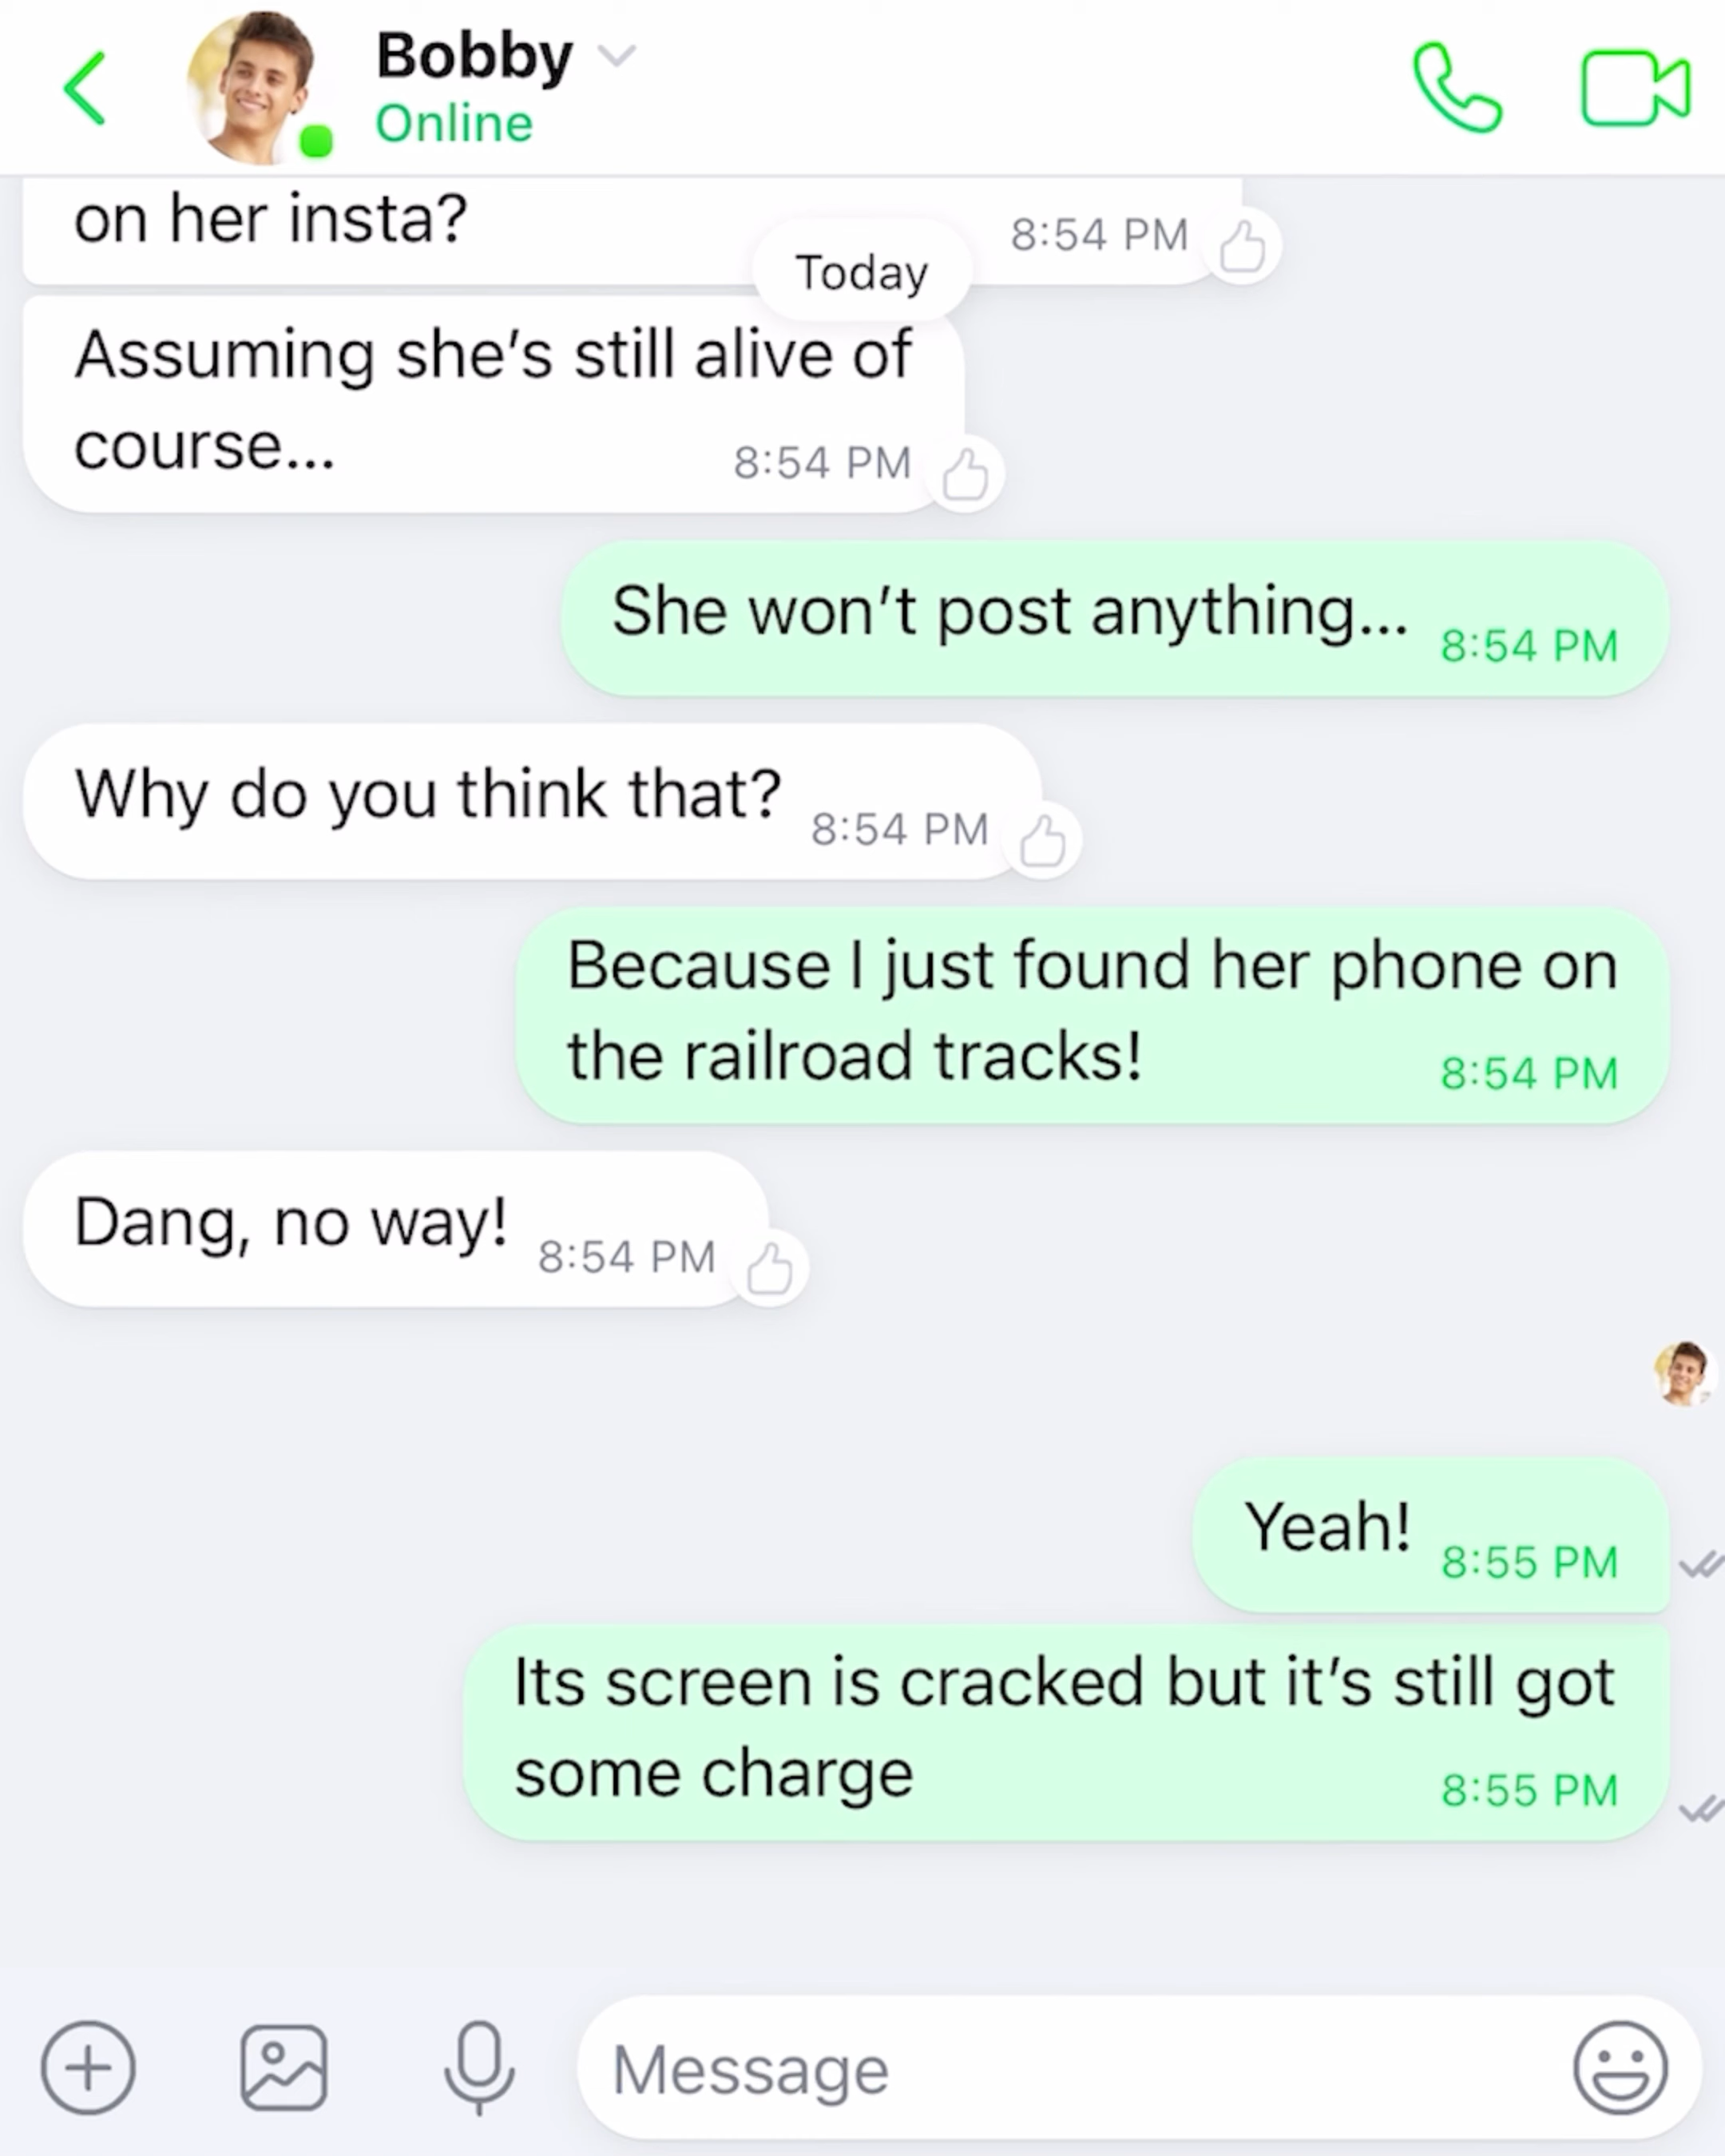 Bobby
Online
on her insta?
8:54 PM
Today
Assuming she’s still alive of
course...
8:54 PM
She won’t post anything...
8:54 PM
Why do you think that?
8:54 PM
Because I just found her phone on
the railroad tracks!
8:54 PM
Dang, no way!
8:54 PM
Yeah!
8:55 PM
Its screen is cracked but it’s still got
some charge
8:55 PM
Message